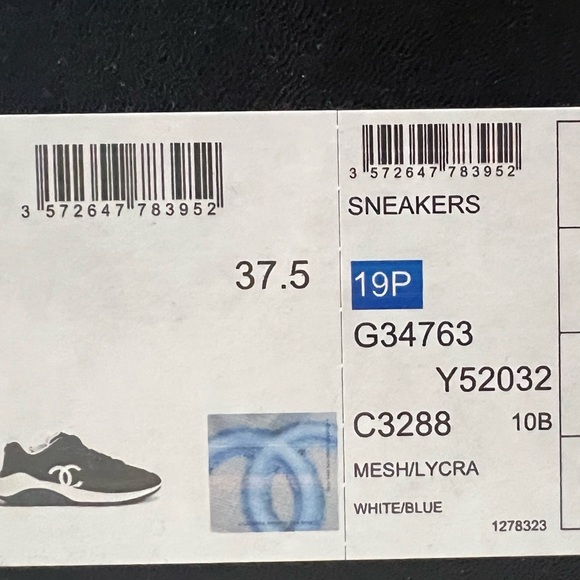 3 572647 783952
37.5
3 572647 783952
SNEAKERS
19P
G34763
Y52032
C3288 10B
MESH/LYCRA
WHITE/BLUE
1278323